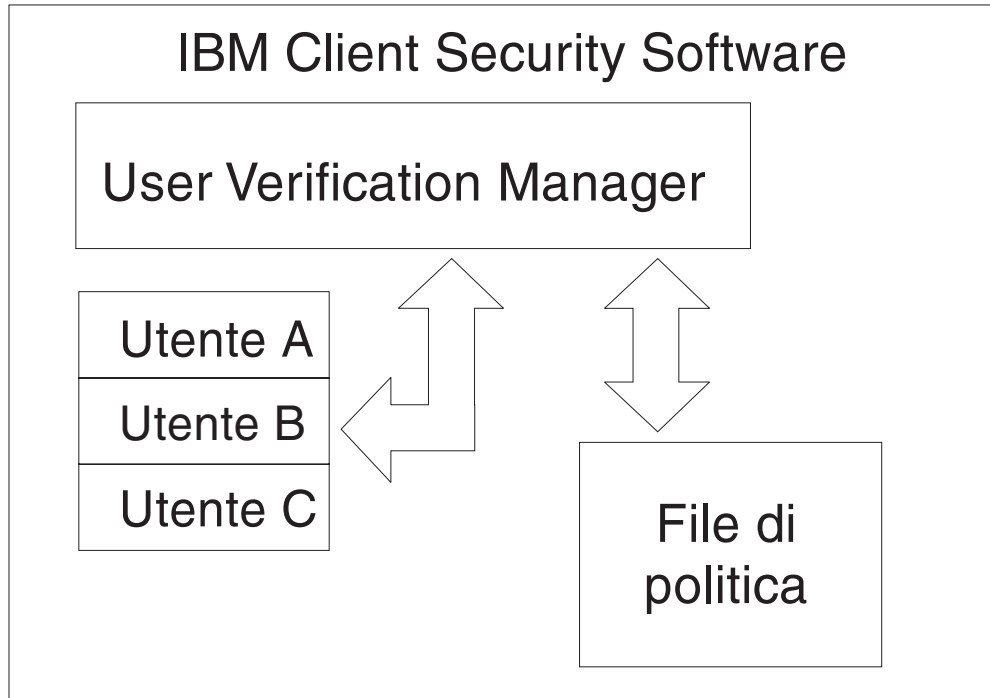 IBM Client Security Software
User Verification Manager
Utente A
Utente B
Utente C
File di
politica